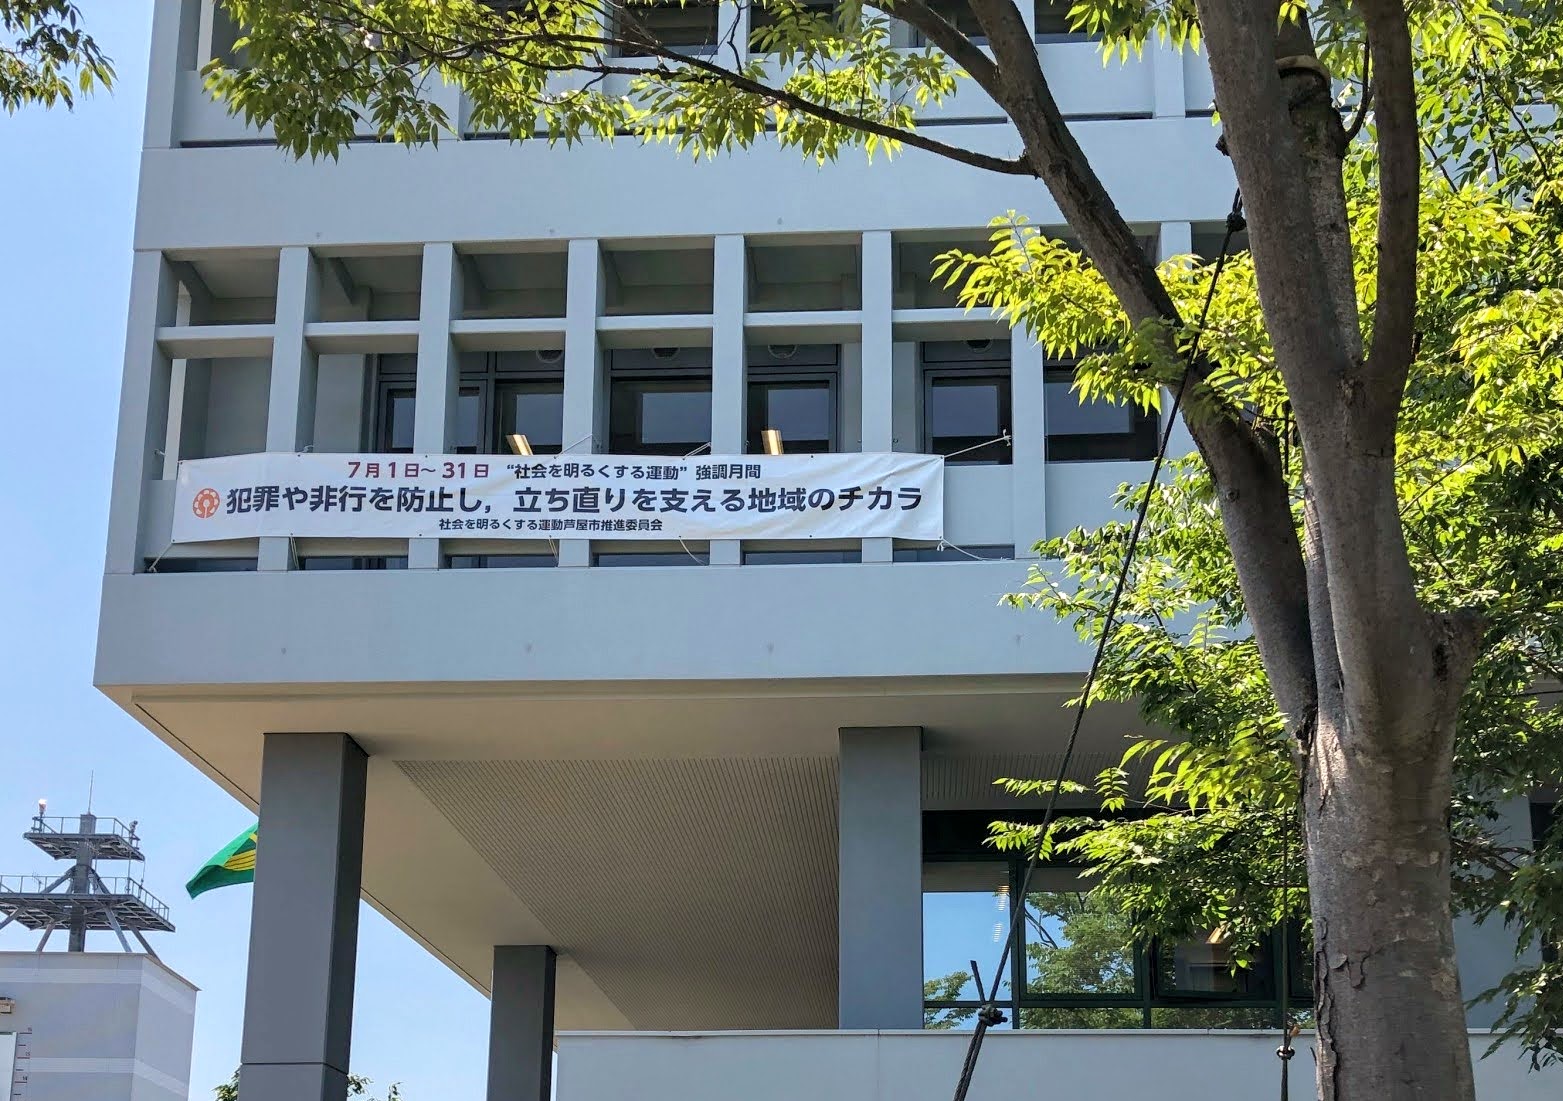 7月1日～31日 “社会を明るくする運動” 強調月間
犯罪や非行を防止し，立ち直りを支える地域のチカラ
社会を明るくする運動芦屋市推進委員会